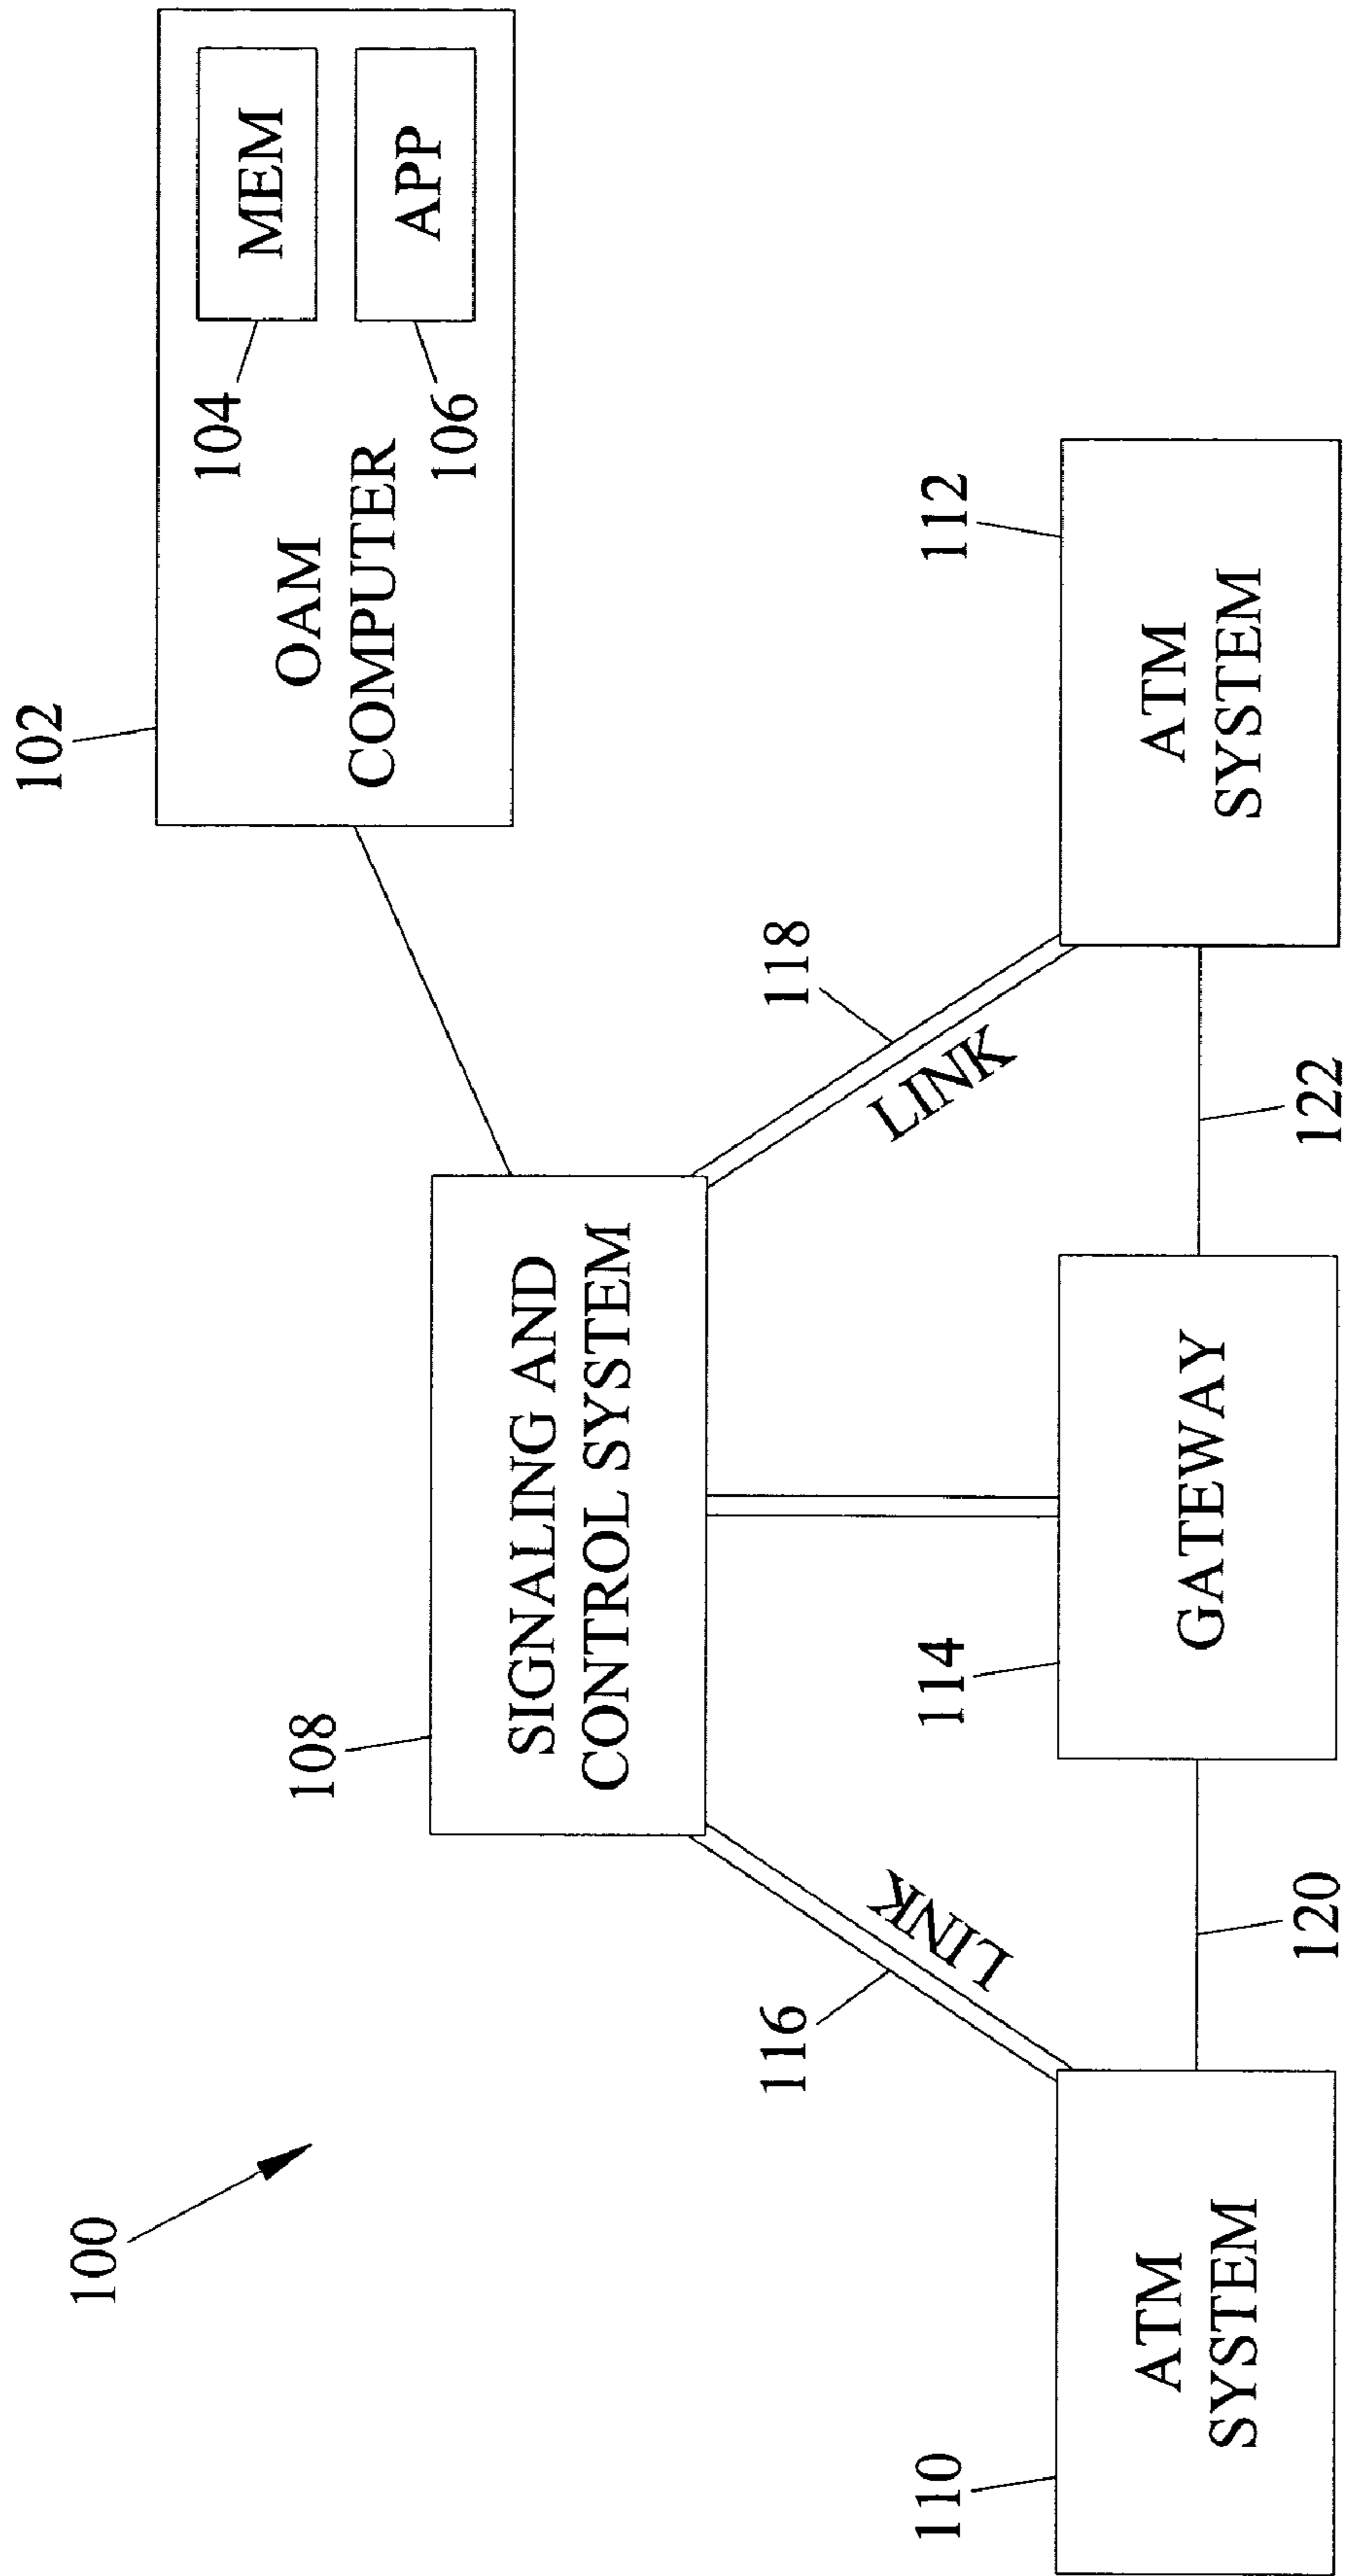 100
102
OAM
COMPUTER
104
MEM
106
APP
108
SIGNALING AND
CONTROL SYSTEM
116
LINK
118
LINK
110
ATM
SYSTEM
114
GATEWAY
112
ATM
SYSTEM
120
122